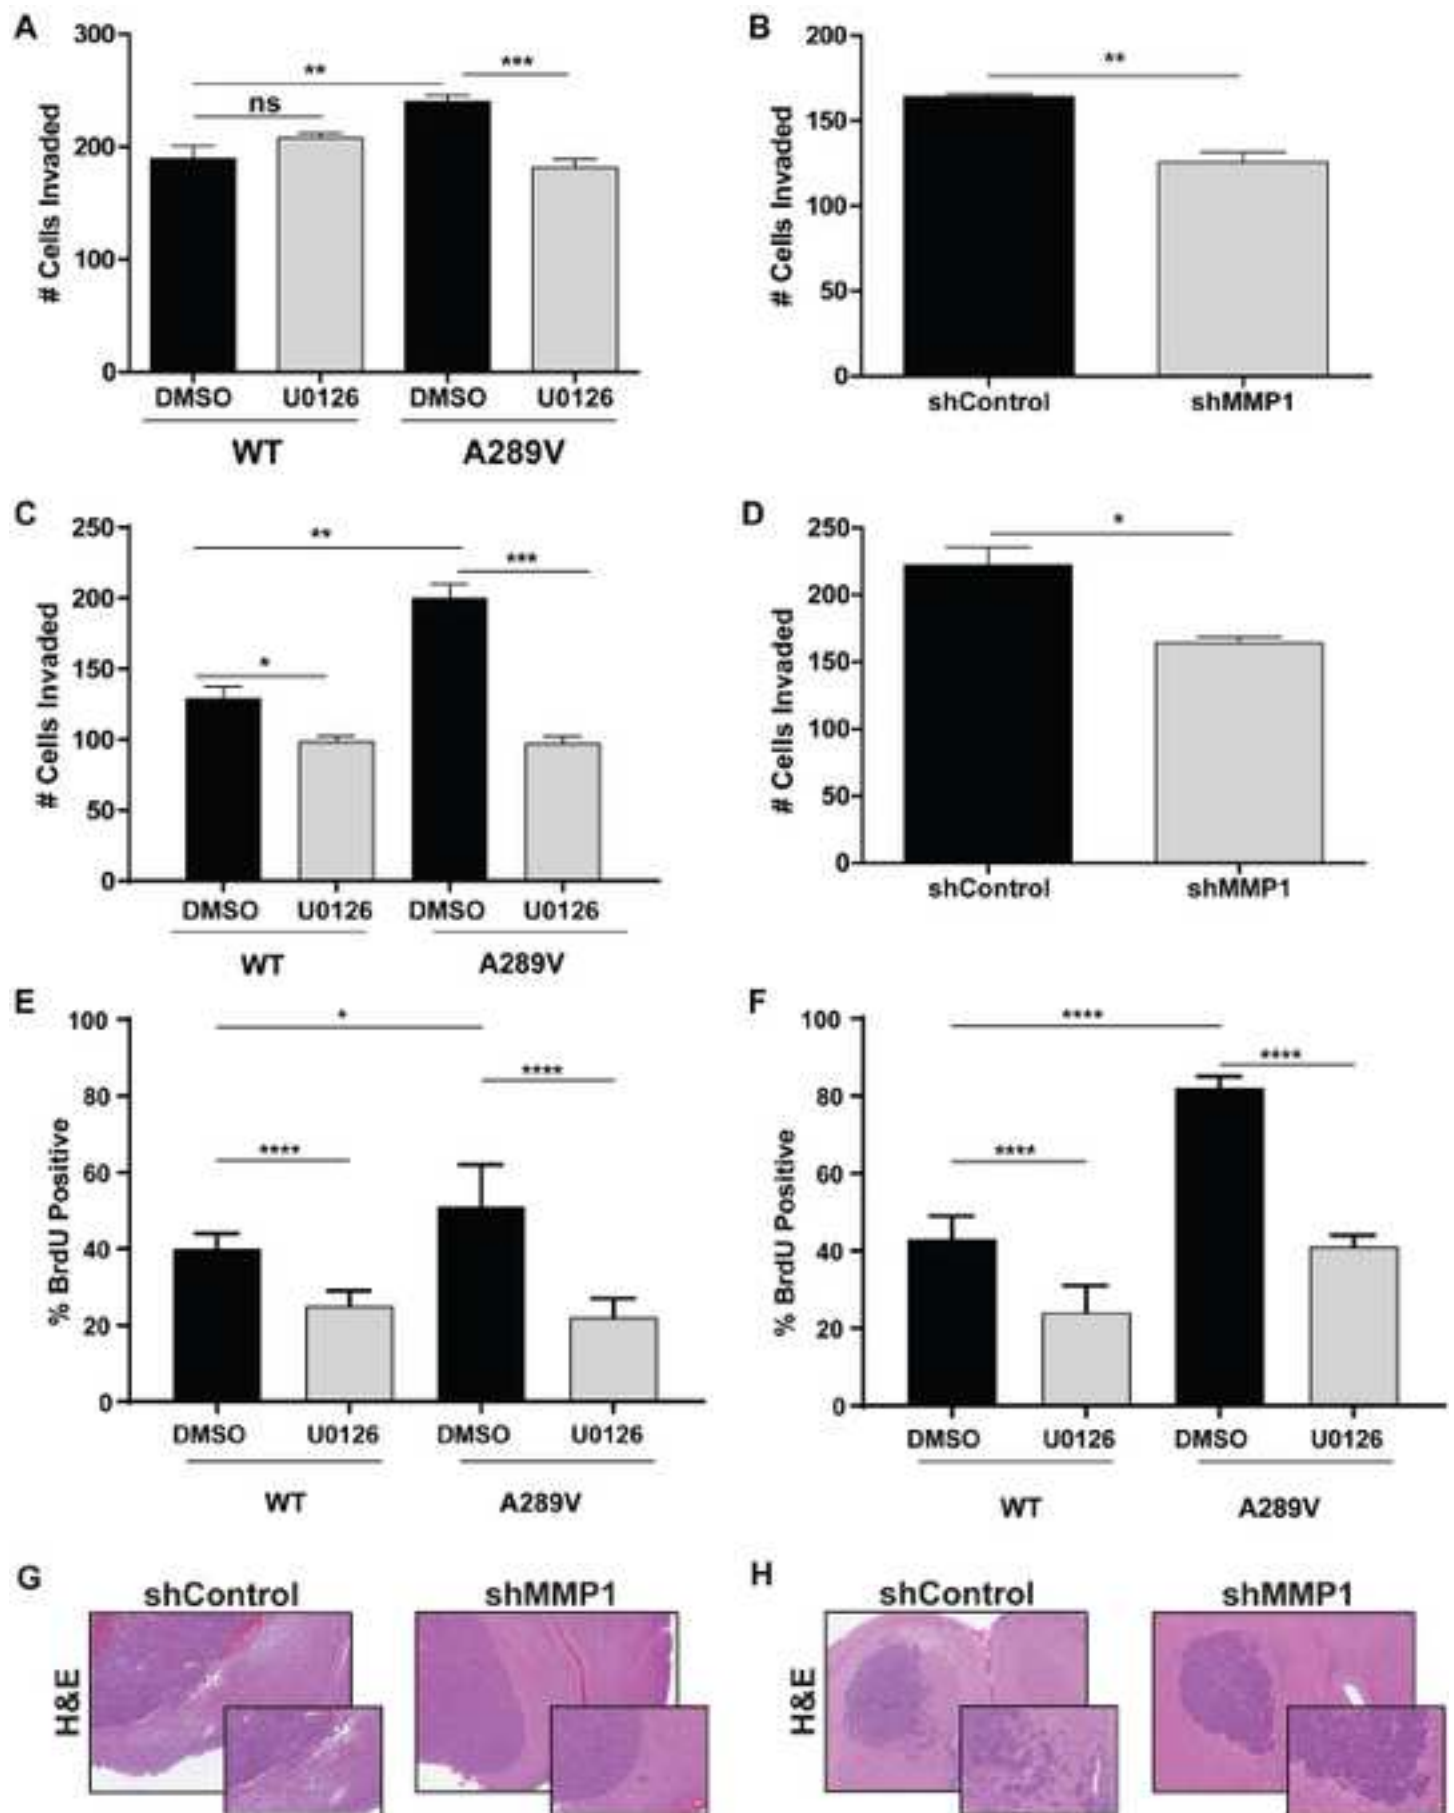 A
300
200
100
0
# Cells Invaded
**
***
ns
DMSO U0126 DMSO U0126
WT A289V
B
200
150
100
50
0
# Cells Invaded
**
shControl shMMP1
C
250
200
150
100
50
0
# Cells Invaded
**
***
*
DMSO U0126 DMSO U0126
WT A289V
D
250
200
150
100
50
0
# Cells Invaded
*
shControl shMMP1
E
100
80
60
40
20
0
% BrdU Positive
*
****
****
DMSO U0126 DMSO U0126
WT A289V
F
100
80
60
40
20
0
% BrdU Positive
****
****
****
DMSO U0126 DMSO U0126
WT A289V
G
shControl shMMP1
H&E
H
shControl shMMP1
H&E